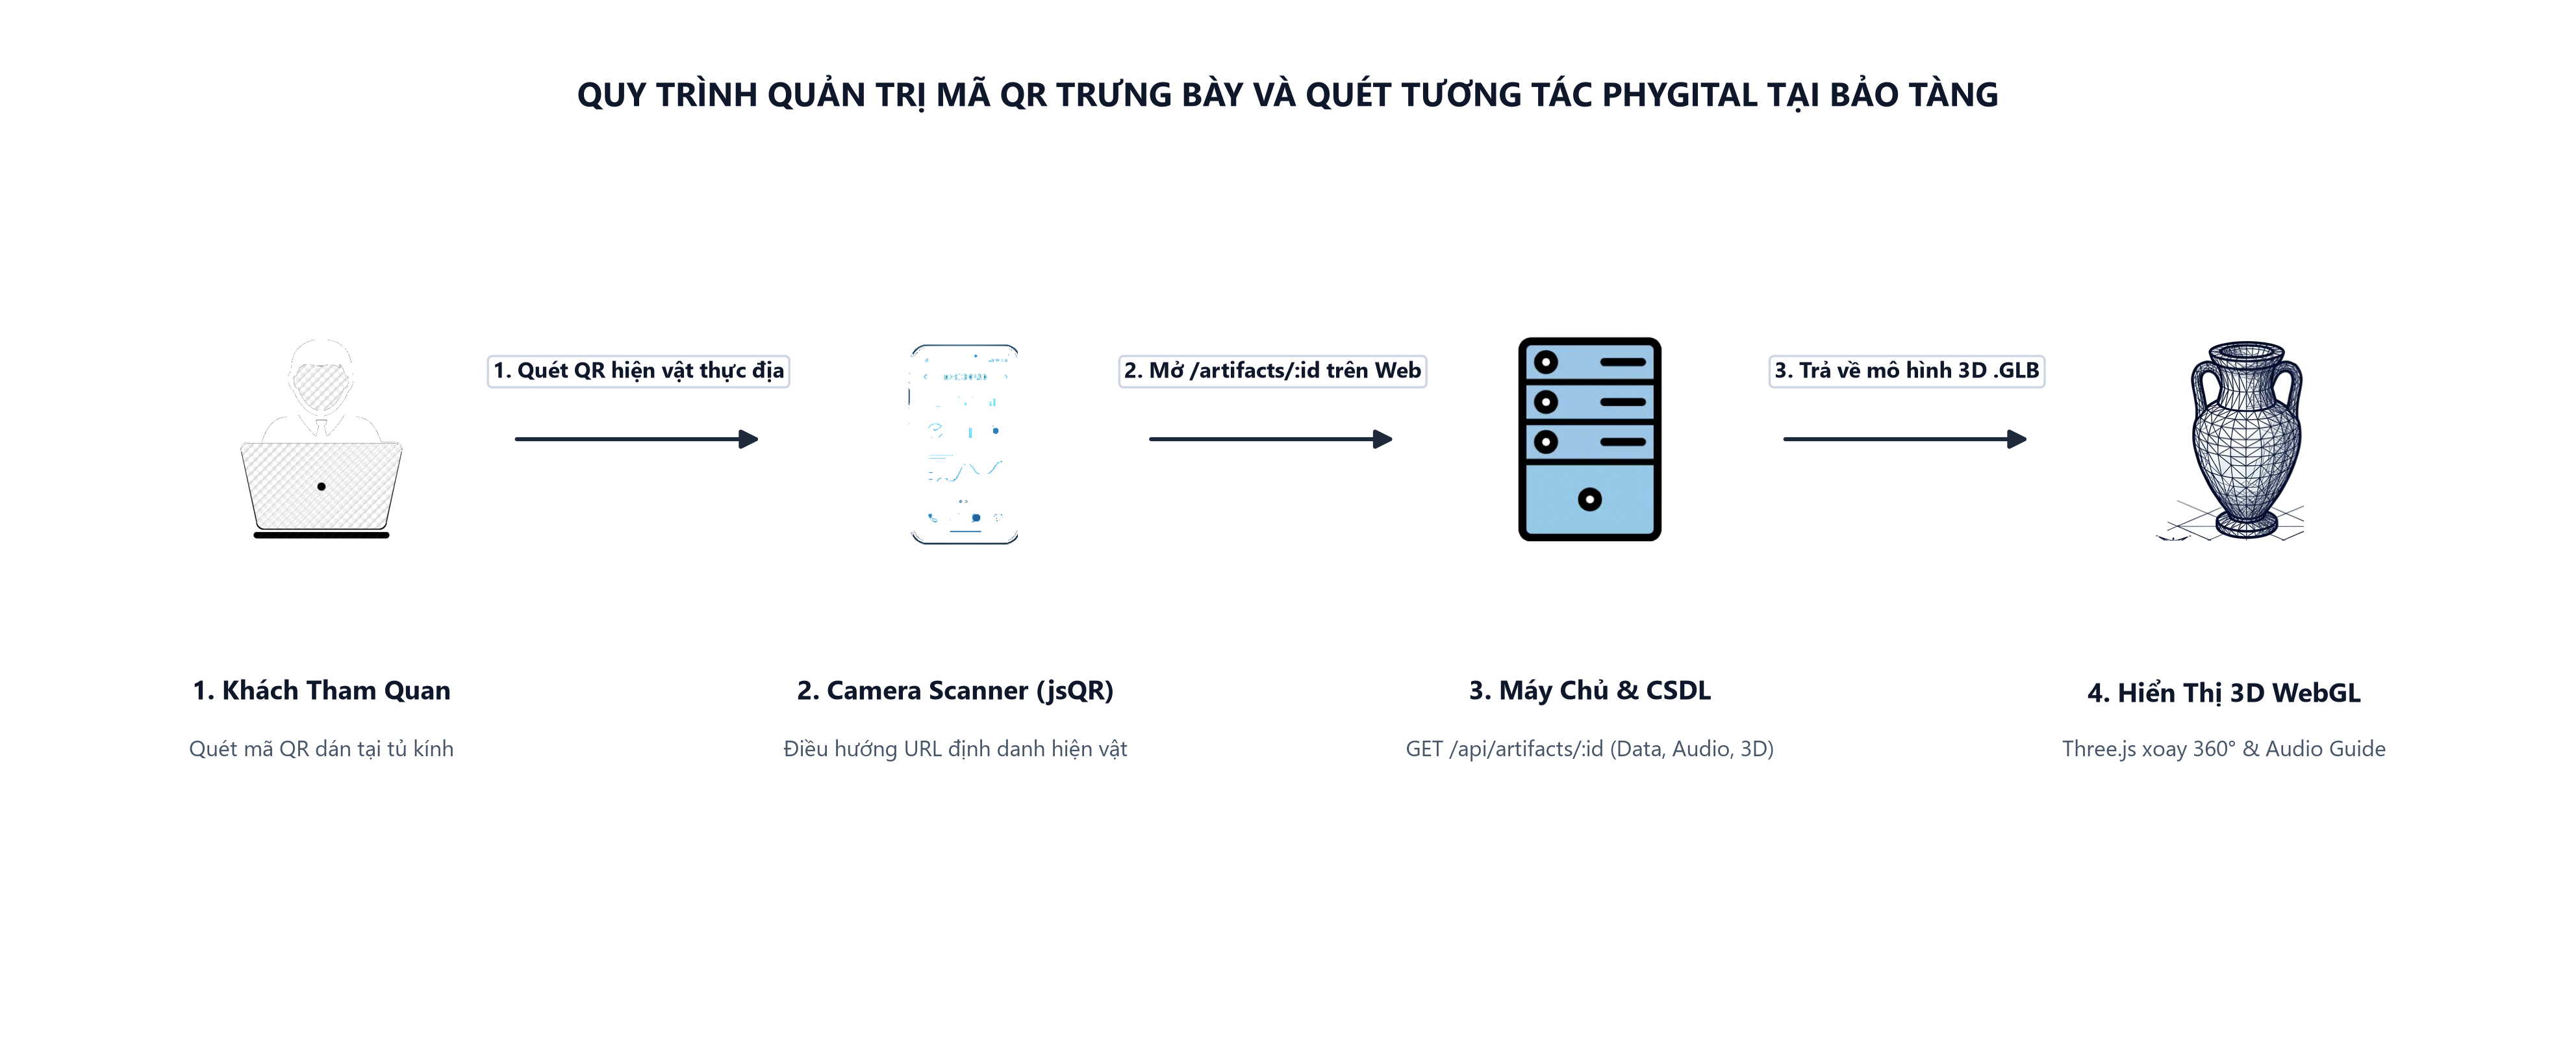 QUY TRÌNH QUẢN TRỊ MÃ QR TRƯNG BÀY VÀ QUÉT TƯƠNG TÁC PHYGITAL TẠI BẢO TÀNG
1. Quét QR hiện vật thực địa
2. Mở /artifacts/:id trên Web
3. Trả về mô hình 3D .GLB
1. Khách Tham Quan
Quét mã QR dán tại tủ kính
2. Camera Scanner (jsQR)
Điều hướng URL định danh hiện vật
3. Máy Chủ & CSDL
GET /api/artifacts/:id (Data, Audio, 3D)
4. Hiển Thị 3D WebGL
Three.js xoay 360° & Audio Guide